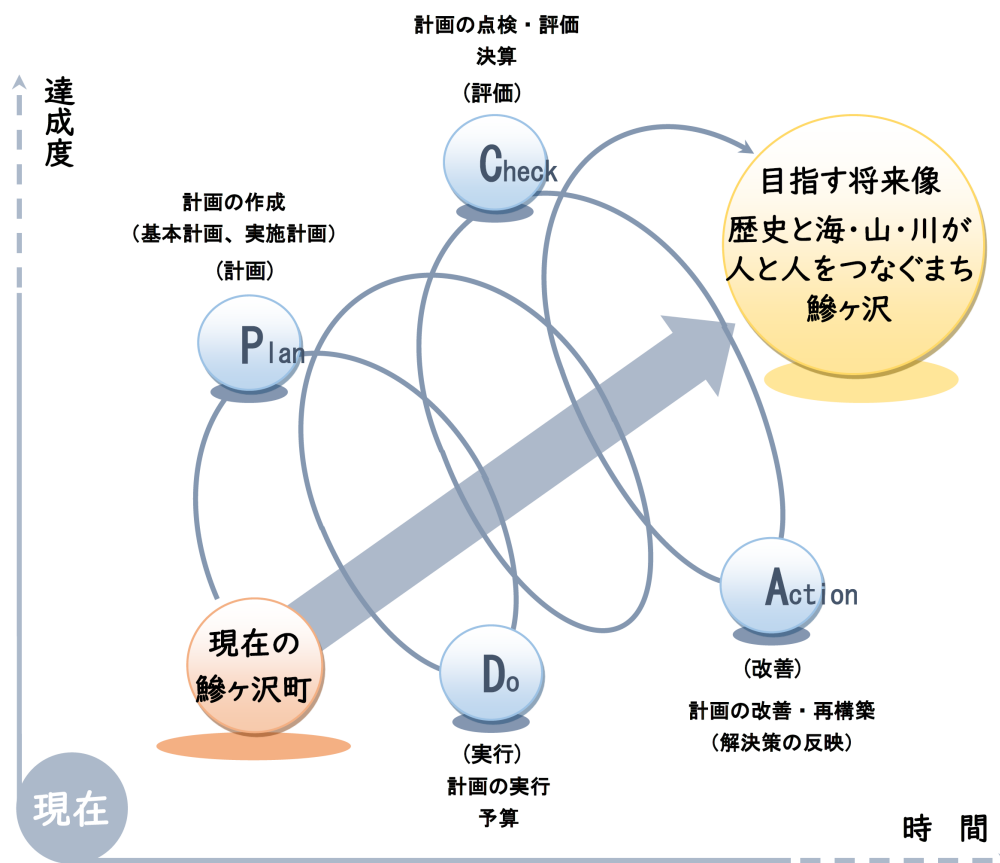 計画の点検・評価
決算
(評価)
Check
達成度
計画の作成
(基本計画、実施計画)
(計画)
Plan
目指す将来像
歴史と海・山・川が
人と人をつなぐまち
鰺ヶ沢
現在の
鰺ヶ沢町
Do
(実行)
計画の実行
予算
Action
(改善)
計画の改善・再構築
(解決策の反映)
現在
時 間